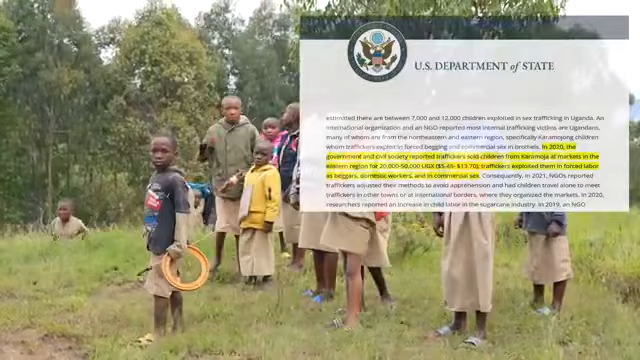 U.S. DEPARTMENT of STATE
estimated there are between 7,000 and 12,000 children exploited in sex trafficking in Uganda. An
international organization and an NGO reported most internal trafficking victims are Ugandans,
many of whom are from the northeastern and eastern region, specifically Karamojong children
whom traffickers exploit in forced begging and commercial sex in brothels. In 2020, the
government and civil society reported traffickers sold children from Karamoja at markets in the
eastern region for 20,000-50,000 UGX ($5.49- $13.70); traffickers exploited them in forced labor
as beggars, domestic workers, and in commercial sex. Consequently, in 2021, NGOs reported
traffickers adjusted their methods to avoid apprehension and had children travel alone to meet
traffickers in other towns or at international borders, where they organized the markets. In 2020,
researchers reported an increase in child labor in the sugarcane industry. In 2019, an NGO